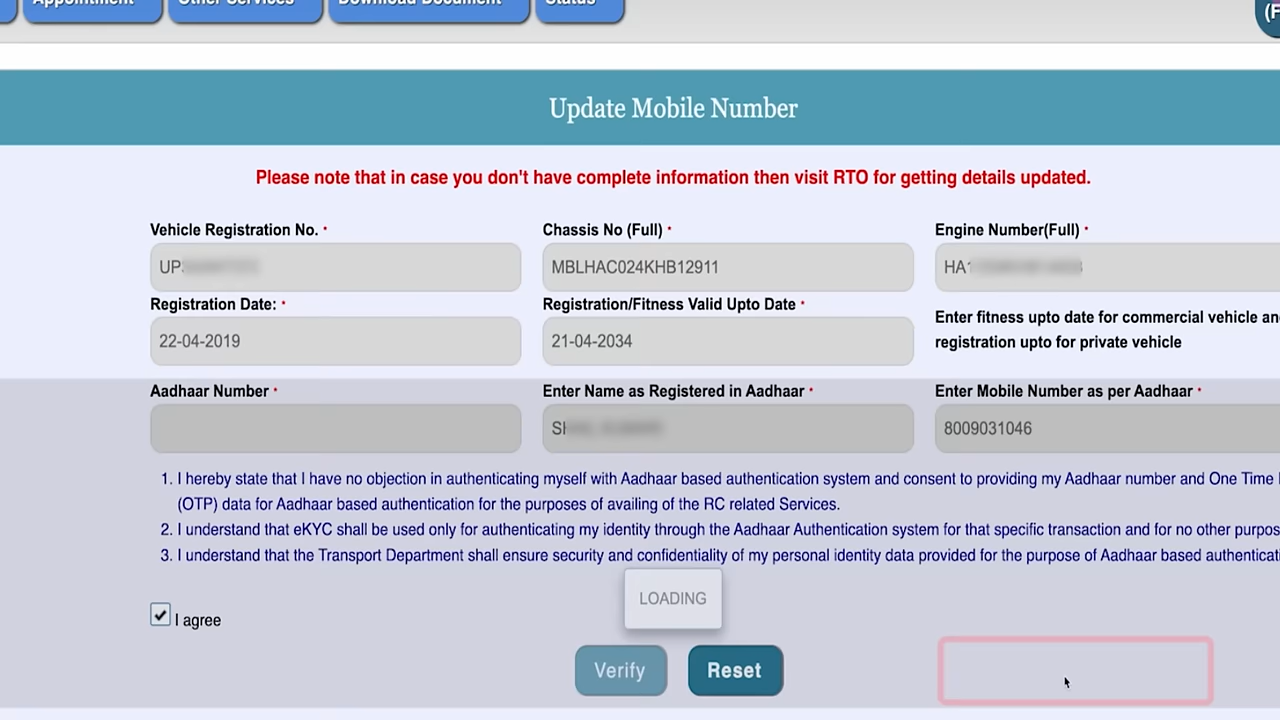 Appointment Other Services Download Document Status
(F
Update Mobile Number
Please note that in case you don't have complete information then visit RTO for getting details updated.
Vehicle Registration No. * Chassis No (Full) * Engine Number(Full) *
UP MBLHAC024KHB12911 HA
Registration Date: * Registration/Fitness Valid Upto Date *
22-04-2019 21-04-2034
Enter fitness upto date for commercial vehicle an
registration upto for private vehicle
Aadhaar Number * Enter Name as Registered in Aadhaar * Enter Mobile Number as per Aadhaar *
8009031046
1. I hereby state that I have no objection in authenticating myself with Aadhaar based authentication system and consent to providing my Aadhaar number and One Time
(OTP) data for Aadhaar based authentication for the purposes of availing of the RC related Services.
2. I understand that eKYC shall be used only for authenticating my identity through the Aadhaar Authentication system for that specific transaction and for no other purpos
3. I understand that the Transport Department shall ensure security and confidentiality of my personal identity data provided for the purpose of Aadhaar based authenticati
LOADING
I agree
Verify Reset